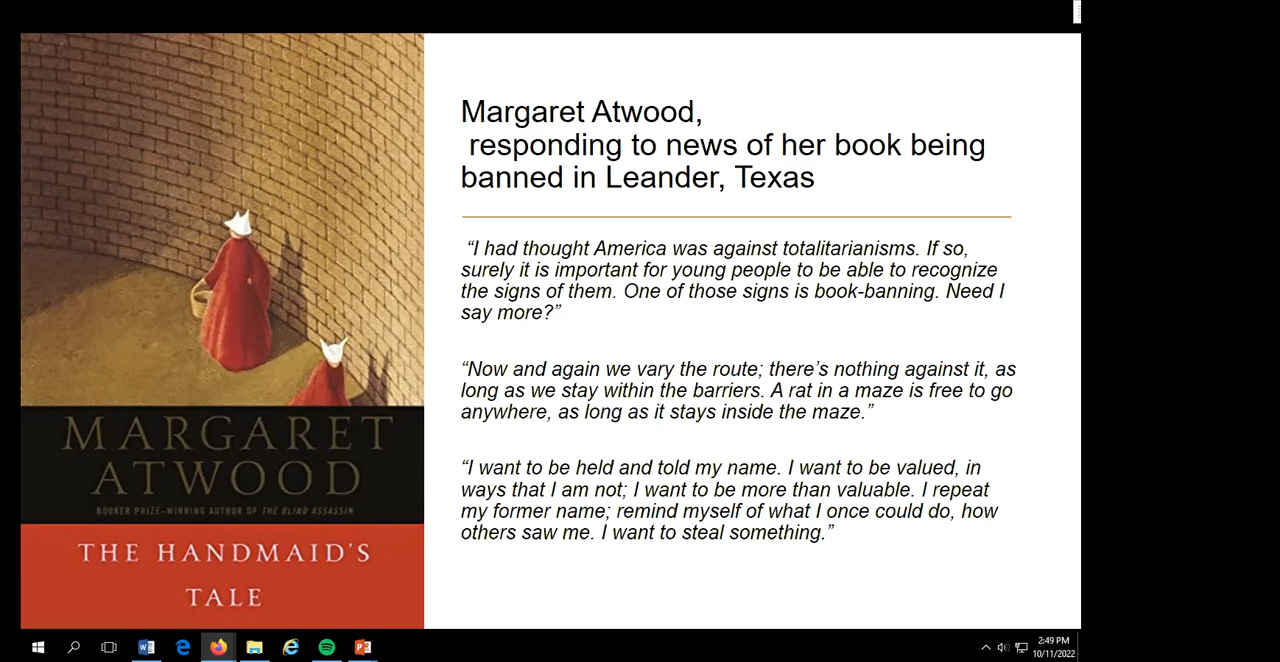 Margaret Atwood,
responding to news of her book being
banned in Leander, Texas
“I had thought America was against totalitarianisms. If so,
surely it is important for young people to be able to recognize
the signs of them. One of those signs is book-banning. Need I
say more?”
“Now and again we vary the route; there’s nothing against it, as
long as we stay within the barriers. A rat in a maze is free to go
anywhere, as long as it stays inside the maze.”
“I want to be held and told my name. I want to be valued, in
ways that I am not; I want to be more than valuable. I repeat
my former name; remind myself of what I once could do, how
others saw me. I want to steal something.”
MARGARET
ATWOOD
BOOKER PRIZE–WINNING AUTHOR OF THE BLIND ASSASSIN
THE HANDMAID’S
TALE
2:49 PM
10/11/2022